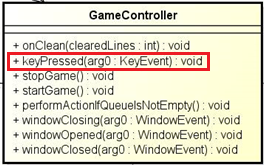 GameController
+ onClean(clearedLines : int) : void
+ keyPressed(arg0 : KeyEvent) : void
+ stopGame() : void
+ startGame() : void
+ performActionIfQueueIsNotEmpty() : void
+ windowClosing(arg0 : WindowEvent) : void
+ windowOpened(arg0 : WindowEvent) : void
+ windowClosed(arg0 : WindowEvent) : void